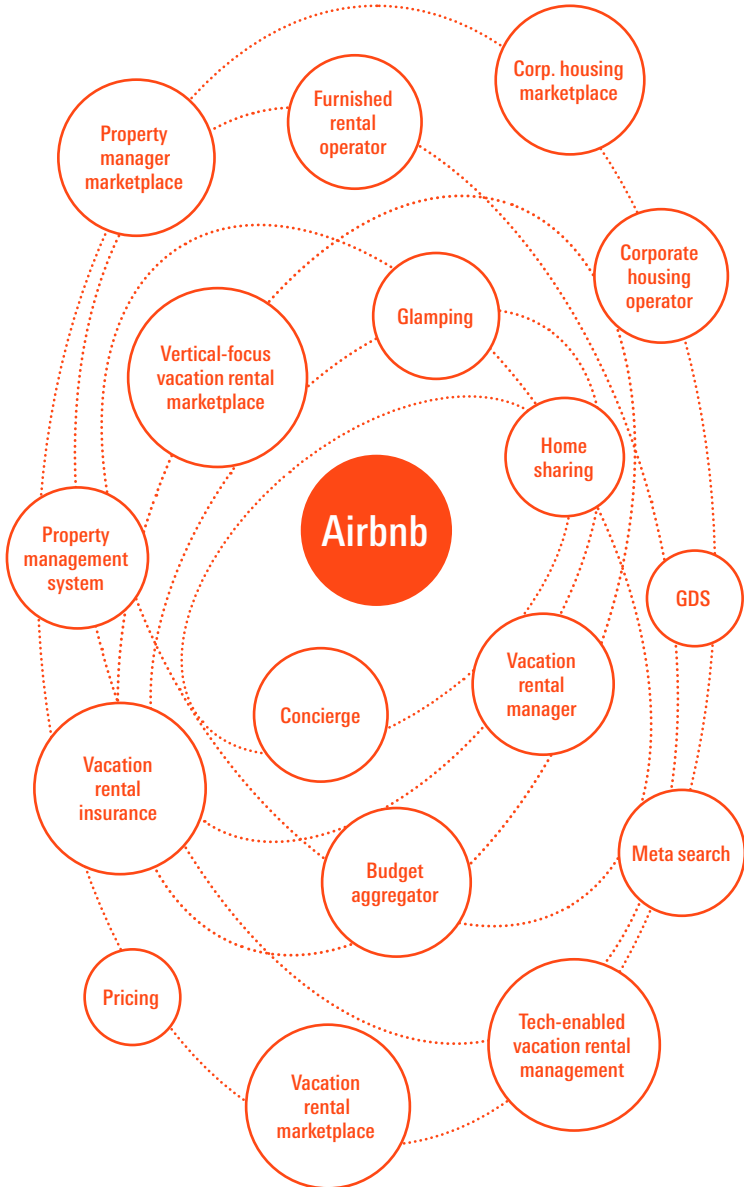 Corp. housing
marketplace
Furnished
rental
operator
Property
manager
marketplace
Corporate
housing
operator
Glamping
Vertical-focus
vacation rental
marketplace
Home
sharing
Airbnb
Property
management
system
GDS
Vacation
rental
manager
Concierge
Vacation
rental
insurance
Meta search
Budget
aggregator
Pricing
Tech-enabled
vacation rental
management
Vacation
rental
marketplace